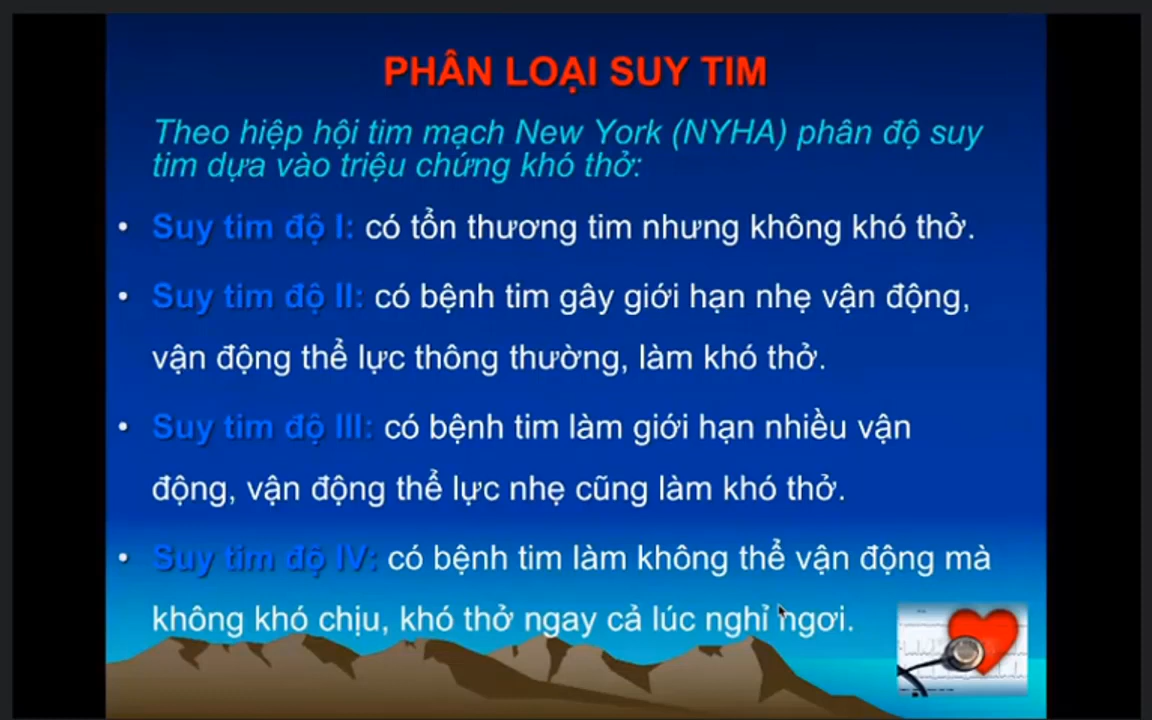 PHÂN LOẠI SUY TIM
Theo hiệp hội tim mạch New York (NYHA) phân độ suy
tim dựa vào triệu chứng khó thở:
• Suy tim độ I: có tổn thương tim nhưng không khó thở.
• Suy tim độ II: có bệnh tim gây giới hạn nhẹ vận động,
vận động thể lực thông thường, làm khó thở.
• Suy tim độ III: có bệnh tim làm giới hạn nhiều vận
động, vận động thể lực nhẹ cũng làm khó thở.
• Suy tim độ IV: có bệnh tim làm không thể vận động mà
không khó chịu, khó thở ngay cả lúc nghỉ ngơi.